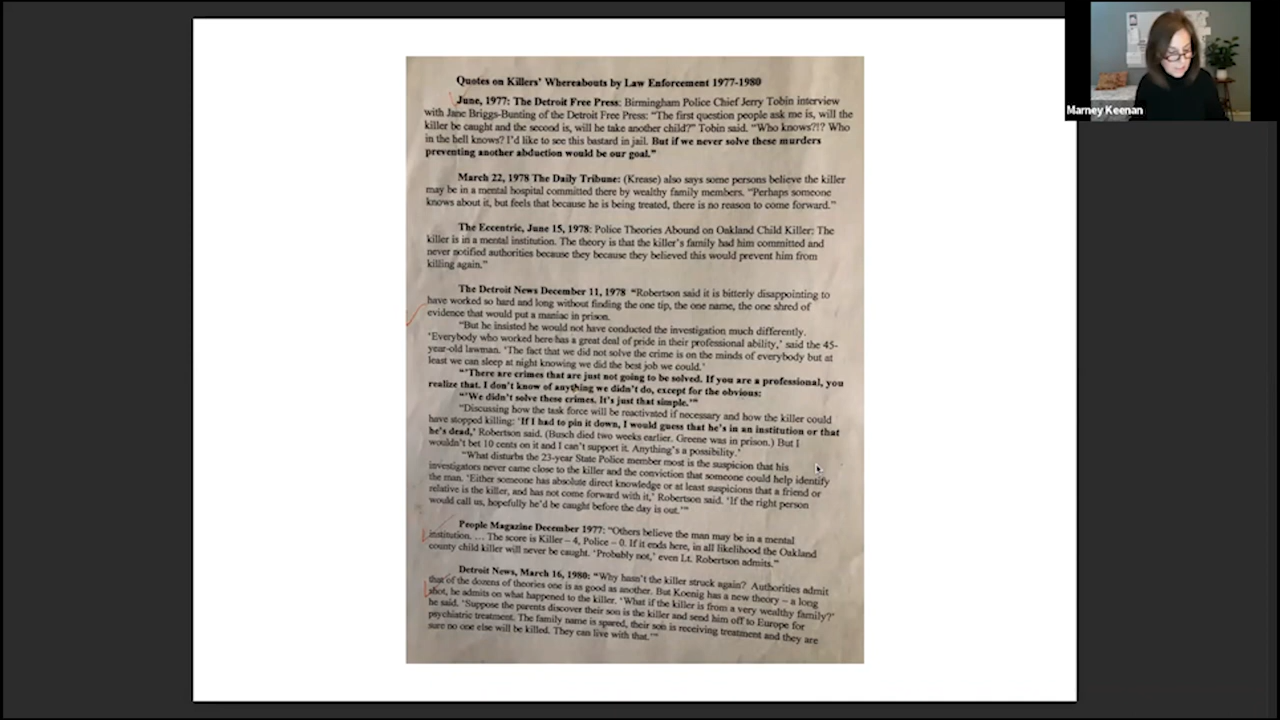 Marney Keenan
Quotes on Killers' Whereabouts by Law Enforcement 1977-1980
June, 1977: The Detroit Free Press: Birmingham Police Chief Jerry Tobin interview
with Jane Briggs-Bunting of the Detroit Free Press: "The first question people ask me is, will the
killer be caught and the second is, will he take another child?" Tobin said. "Who knows?!? Who
in the hell knows? I'd like to see this bastard in jail. But if we never solve these murders
preventing another abduction would be our goal."
March 22, 1978 The Daily Tribune: (Krease) also says some persons believe the killer
may be in a mental hospital committed there by wealthy family members. "Perhaps someone
knows about it, but feels that because he is being treated, there is no reason to come forward."
The Eccentric, June 15, 1978: Police Theories Abound on Oakland Child Killer: The
killer is in a mental institution. The theory is that the killer's family had him committed and
never notified authorities because they because they believed this would prevent him from
killing again."
The Detroit News December 11, 1978 "Robertson said it is bitterly disappointing to
have worked so hard and long without finding the one tip, the one name, the one shred of
evidence that would put a maniac in prison.
"But he insisted he would not have conducted the investigation much differently.
'Everybody who worked here has a great deal of pride in their professional ability,' said the 45-
year-old lawman. 'The fact that we did not solve the crime is on the minds of everybody but at
least we can sleep at night knowing we did the best job we could.'
"'There are crimes that are just not going to be solved. If you are a professional, you
realize that. I don't know of anything we didn't do, except for the obvious:
"'We didn't solve these crimes. It's just that simple.'"
"Discussing how the task force will be reactivated if necessary and how the killer could
have stopped killing: 'If I had to pin it down, I would guess that he's in an institution or that
he's dead,' Robertson said. (Busch died two weeks earlier. Greene was in prison.) But I
wouldn't bet 10 cents on it and I can't support it. Anything's a possibility.'
"What disturbs the 23-year State Police member most is the suspicion that his
investigators never came close to the killer and the conviction that someone could help identify
the man. 'Either someone has absolute direct knowledge or at least suspicions that a friend or
relative is the killer, and has not come forward with it,' Robertson said. 'If the right person
would call us, hopefully he'd be caught before the day is out.'"
People Magazine December 1977: "Others believe the man may be in a mental
institution. … The score is Killer – 4, Police – 0. If it ends here, in all likelihood the Oakland
county child killer will never be caught. 'Probably not,' even Lt. Robertson admits."
Detroit News, March 16, 1980: "Why hasn't the killer struck again? Authorities admit
that of the dozens of theories one is as good as another. But Koenig has a new theory – a long
shot, he admits on what happened to the killer. 'What if the killer is from a very wealthy family?'
he said. 'Suppose the parents discover their son is the killer and send him off to Europe for
psychiatric treatment. The family name is spared, their son is receiving treatment and they are
sure no one else will be killed. They can live with that.'"